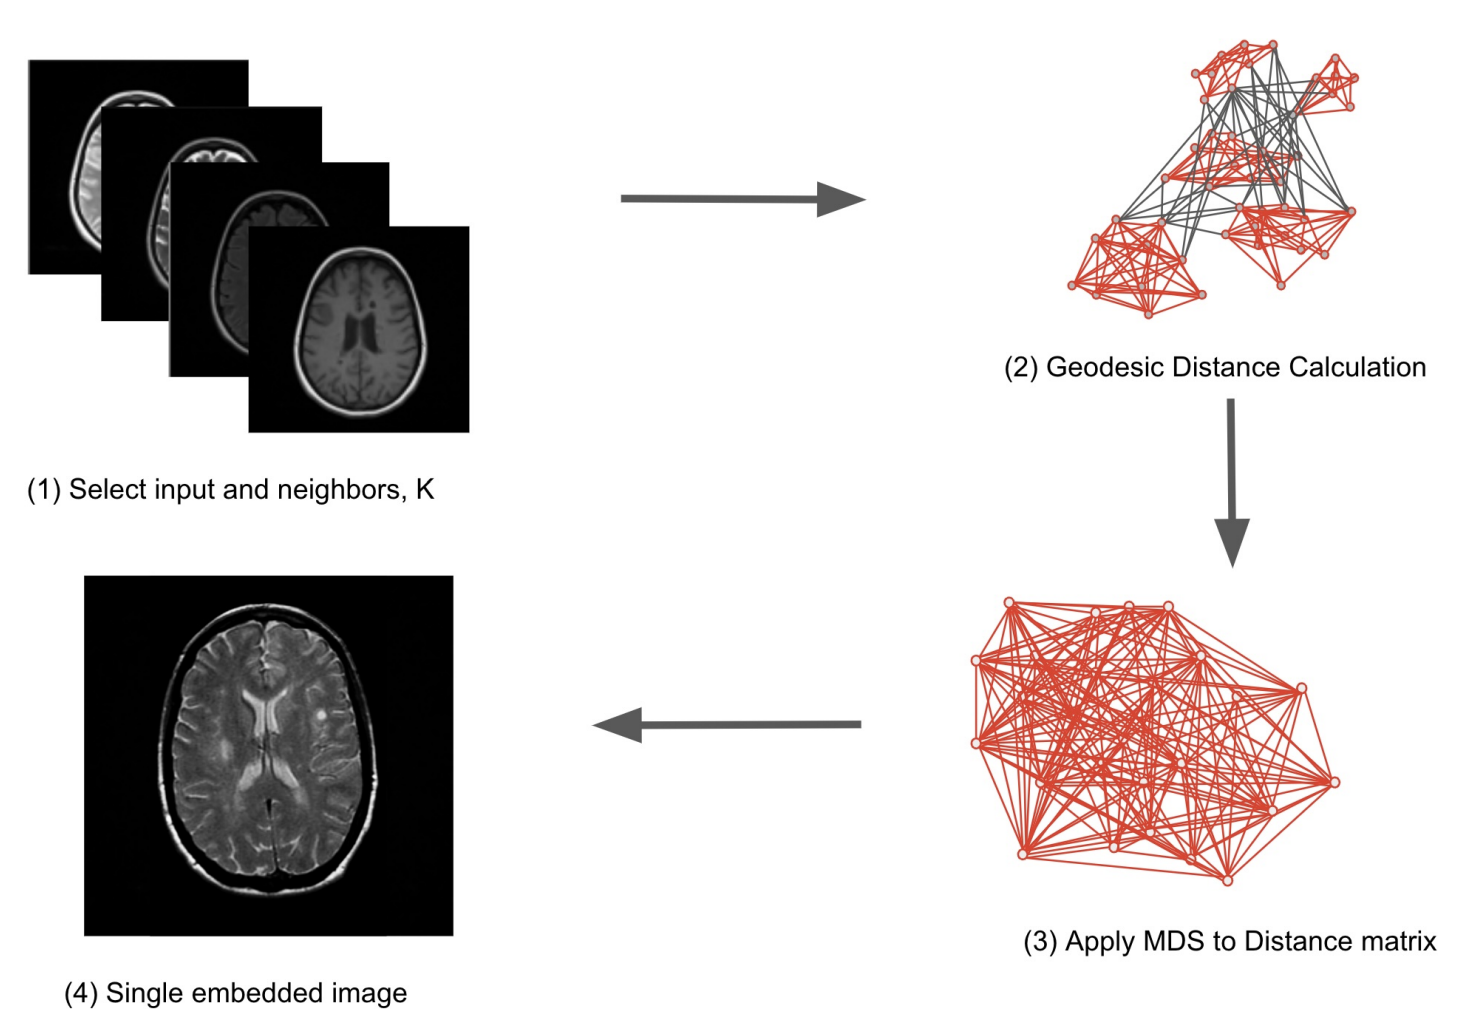 (1) Select input and neighbors, K
(2) Geodesic Distance Calculation
(3) Apply MDS to Distance matrix
(4) Single embedded image